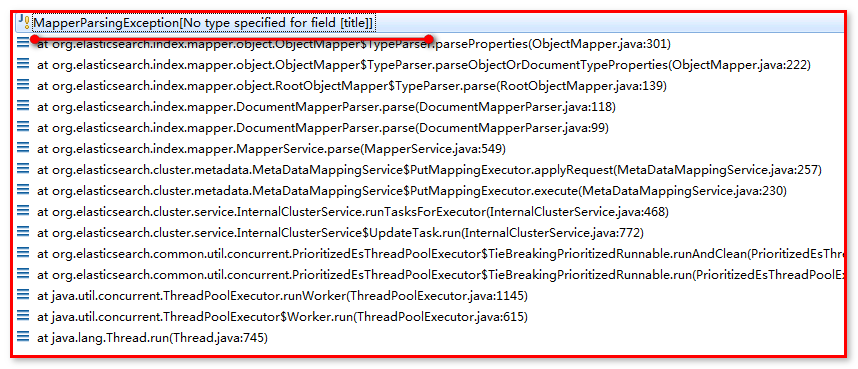 MapperParsingException[No type specified for field [title]]
at org.elasticsearch.index.mapper.object.ObjectMapper$TypeParser.parseProperties(ObjectMapper.java:301)
at org.elasticsearch.index.mapper.object.ObjectMapper$TypeParser.parseObjectOrDocumentTypeProperties(ObjectMapper.java:222)
at org.elasticsearch.index.mapper.object.RootObjectMapper$TypeParser.parse(RootObjectMapper.java:139)
at org.elasticsearch.index.mapper.DocumentMapperParser.parse(DocumentMapperParser.java:118)
at org.elasticsearch.index.mapper.DocumentMapperParser.parse(DocumentMapperParser.java:99)
at org.elasticsearch.index.mapper.MapperService.parse(MapperService.java:549)
at org.elasticsearch.cluster.metadata.MetaDataMappingService$PutMappingExecutor.applyRequest(MetaDataMappingService.java:257)
at org.elasticsearch.cluster.metadata.MetaDataMappingService$PutMappingExecutor.execute(MetaDataMappingService.java:230)
at org.elasticsearch.cluster.service.InternalClusterService.runTasksForExecutor(InternalClusterService.java:468)
at org.elasticsearch.cluster.service.InternalClusterService$UpdateTask.run(InternalClusterService.java:772)
at org.elasticsearch.common.util.concurrent.PrioritizedEsThreadPoolExecutor$TieBreakingPrioritizedRunnable.runAndClean(PrioritizedEsThr
at org.elasticsearch.common.util.concurrent.PrioritizedEsThreadPoolExecutor$TieBreakingPrioritizedRunnable.run(PrioritizedEsThreadPoolEx
at java.util.concurrent.ThreadPoolExecutor.runWorker(ThreadPoolExecutor.java:1145)
at java.util.concurrent.ThreadPoolExecutor$Worker.run(ThreadPoolExecutor.java:615)
at java.lang.Thread.run(Thread.java:745)